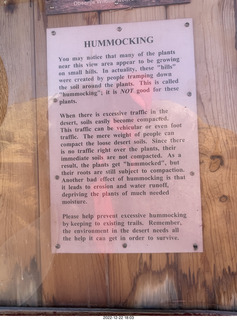 HUMMOCKING
You may notice that many of the plants
near this view area appear to be growing
on small hills. In actuality, these "hills"
were created by people tramping down
the soil around the plants. This is called
"hummocking"; it is NOT good for these
plants.
When there is excessive traffic in the
desert, soils easily become compacted.
This traffic can be vehicular or even foot
traffic. The mere weight of people can
compact the loose desert soils. Since there
is no traffic right over the plants, their
immediate soils are not compacted. As a
result, the plants get "hummocked", but
their roots are still subject to compaction.
Another bad effect of hummocking is that
it leads to erosion and water runoff,
depriving the plants of much needed
moisture.
Please help prevent excessive hummocking
by keeping to existing trails. Remember,
the environment in the desert needs all
the help it can get in order to survive.